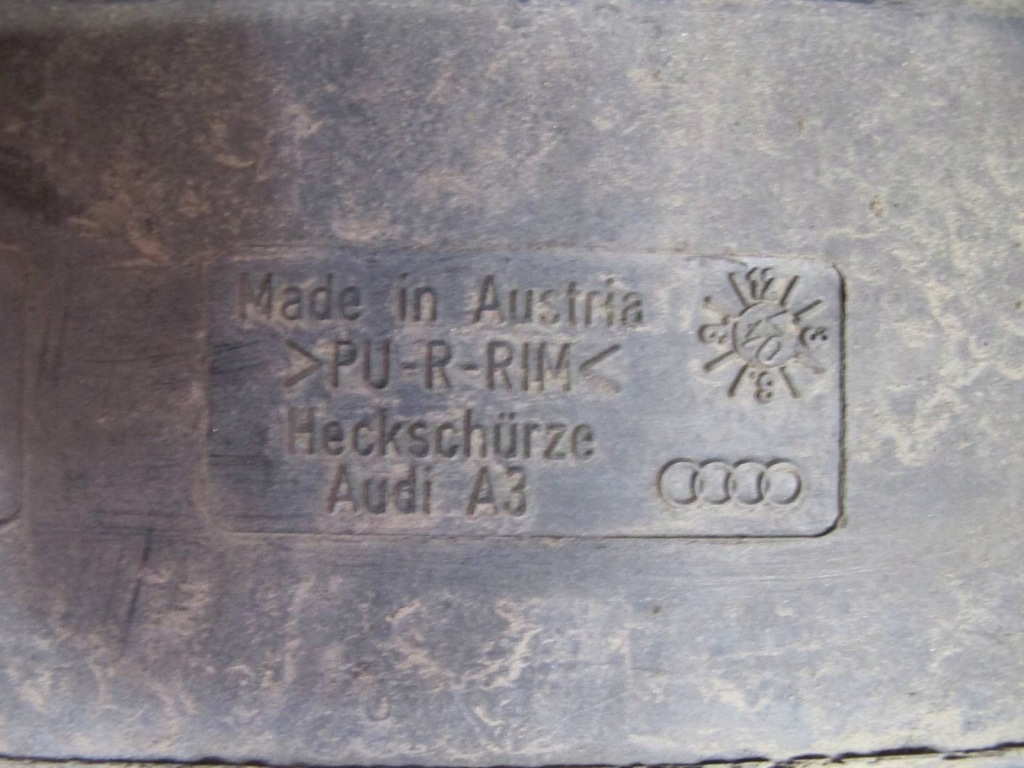 Made in Austria
>PU-R-RIM<
Heckschürze
Audi A3